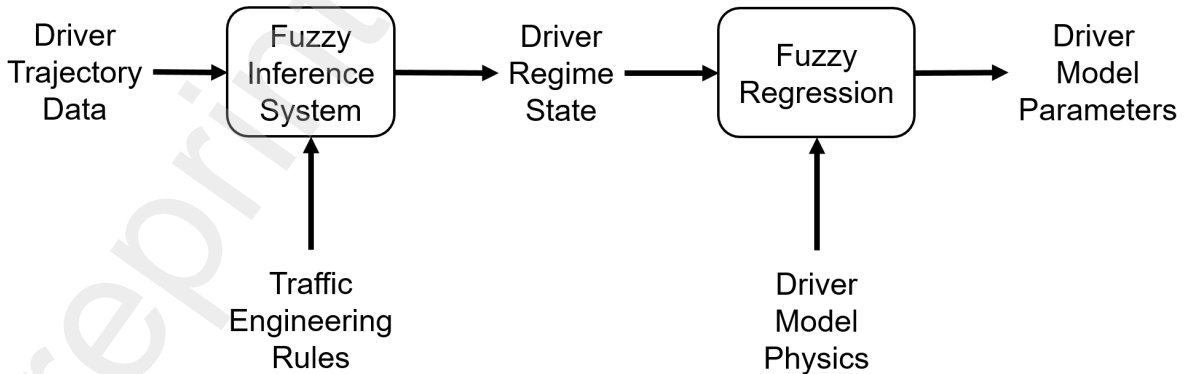 Driver
Trajectory
Data
Fuzzy
Inference
System
Driver
Regime
State
Fuzzy
Regression
Driver
Model
Parameters
Traffic
Engineering
Rules
Driver
Model
Physics
eprint